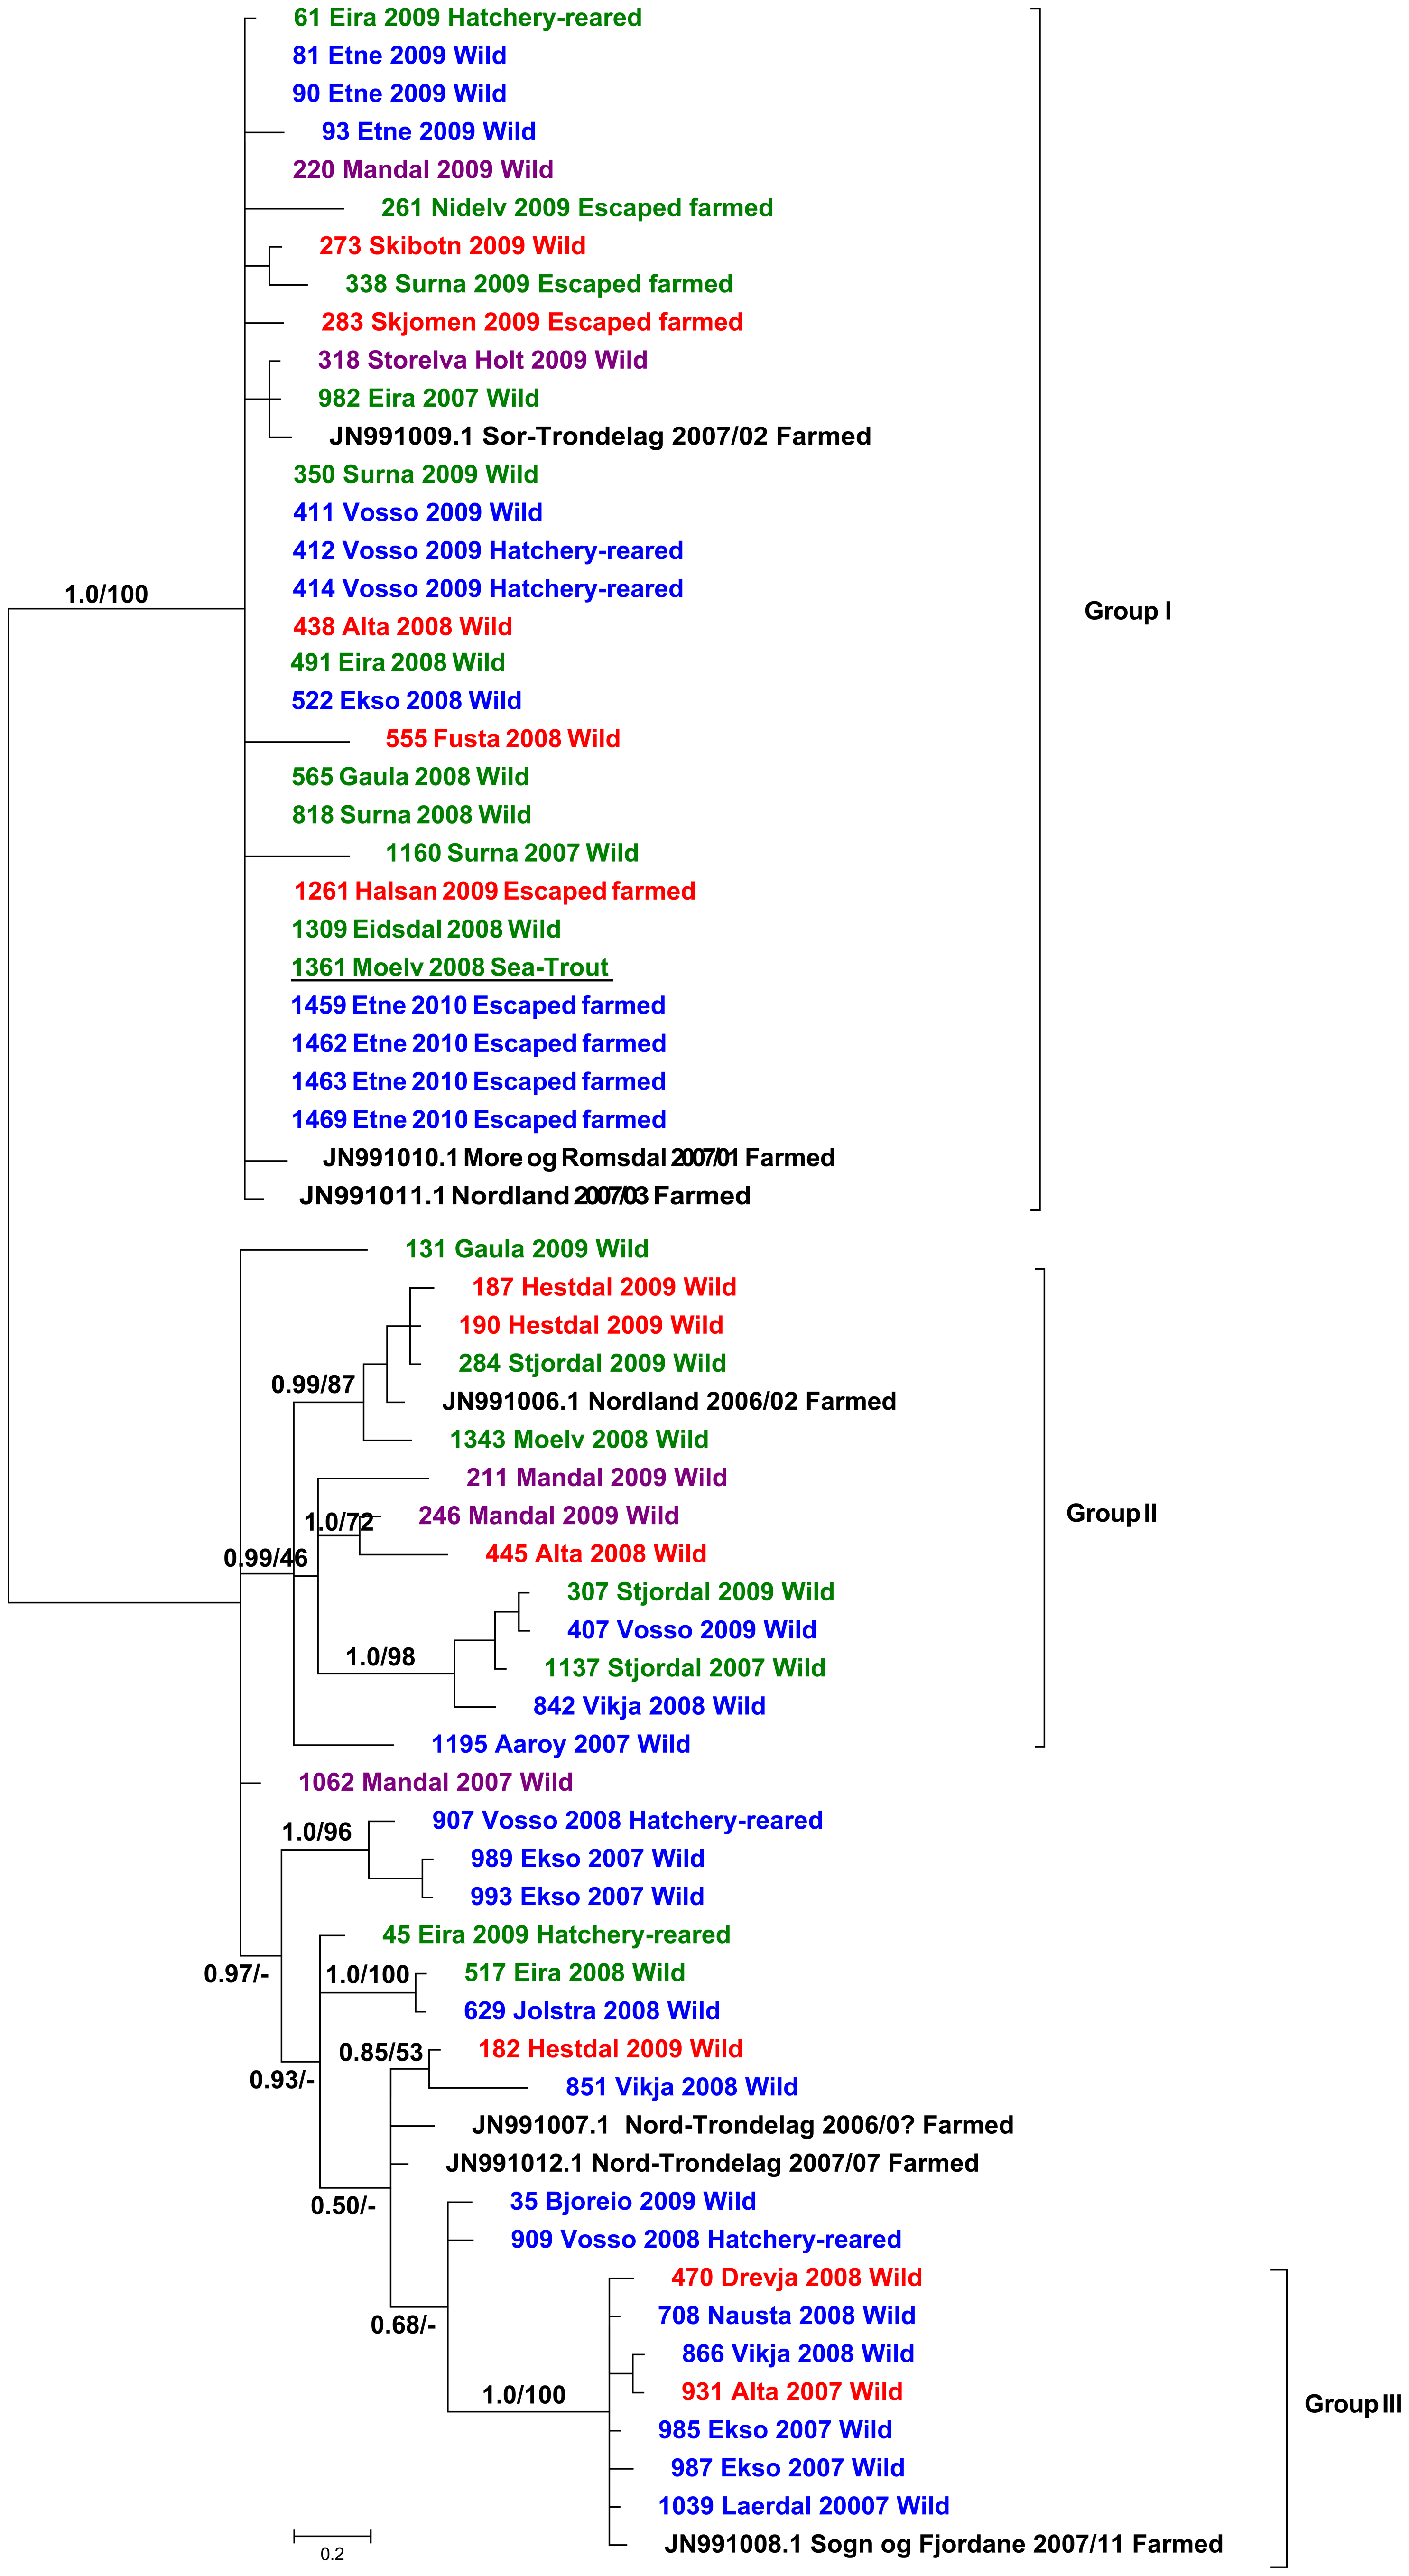 61 Eira 2009 Hatchery-reared
81 Etne 2009 Wild
90 Etne 2009 Wild
93 Etne 2009 Wild
220 Mandal 2009 Wild
261 Nidelv 2009 Escaped farmed
273 Skibotn 2009 Wild
338 Surna 2009 Escaped farmed
283 Skjomen 2009 Escaped farmed
318 Storelva Holt 2009 Wild
982 Eira 2007 Wild
JN991009.1 Sor-Trondelag 2007/02 Farmed
350 Surna 2009 Wild
411 Vosso 2009 Wild
412 Vosso 2009 Hatchery-reared
414 Vosso 2009 Hatchery-reared
1.0/100
Group I
438 Alta 2008 Wild
491 Eira 2008 Wild
522 Ekso 2008 Wild
555 Fusta 2008 Wild
565 Gaula 2008 Wild
818 Surna 2008 Wild
1160 Surna 2007 Wild
1261 Halsan 2009 Escaped farmed
1309 Eidsdal 2008 Wild
1361 Moelv 2008 Sea-Trout
1459 Etne 2010 Escaped farmed
1462 Etne 2010 Escaped farmed
1463 Etne 2010 Escaped farmed
1469 Etne 2010 Escaped farmed
JN991010.1 More og Romsdal Farmed
JN991011.1 Nordland Farmed
131 Gaula 2009 Wild
187 Hestdal 2009 Wild
190 Hestdal 2009 Wild
284 Stjordal 2009 Wild
0.99/87
JN991006.1 Nordland 2006/02 Farmed
1343 Moelv 2008 Wild
211 Mandal 2009 Wild
246 Mandal 2009 Wild
Group II
1.0/72
445 Alta 2008 Wild
0.99/46
307 Stjordal 2009 Wild
407 Vosso 2009 Wild
1.0/98
1137 Stjordal 2007 Wild
842 Vikja 2008 Wild
1195 Aaroy 2007 Wild
1062 Mandal 2007 Wild
907 Vosso 2008 Hatchery-reared
1.0/96
989 Ekso 2007 Wild
993 Ekso 2007 Wild
45 Eira 2009 Hatchery-reared
0.97/-
1.0/100
517 Eira 2008 Wild
629 Jolstra 2008 Wild
0.85/53
182 Hestdal 2009 Wild
0.93/-
851 Vikja 2008 Wild
JN991007.1 Nord-Trondelag 2006/0? Farmed
JN991012.1 Nord-Trondelag 2007/07 Farmed
0.50/-
35 Bjoreio 2009 Wild
909 Vosso 2008 Hatchery-reared
470 Drevja 2008 Wild
708 Nausta 2008 Wild
0.68/-
866 Vikja 2008 Wild
931 Alta 2007 Wild
1.0/100
Group III
985 Ekso 2007 Wild
987 Ekso 2007 Wild
1039 Laerdal 20007 Wild
JN991008.1 Sogn og Fjordane 2007/11 Farmed
0.2